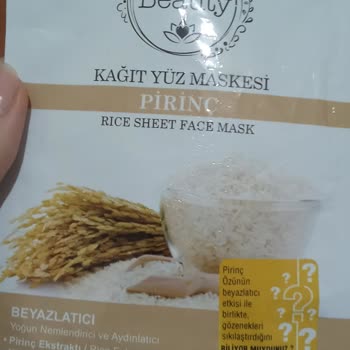 Beauty
KAĞIT YÜZ MASKESİ
PİRİNÇ
RICE SHEET FACE MASK
BEYAZLATICI
Yoğun Nemlendirici ve Aydınlatıcı
• Pirinç Ekstraktı / Rice
Pirinç
Özünün
beyazlatıcı
etkisi ile
birlikte,
gözenekleri
sıkılaştırdığını
BİLİYOR MUYDUNUZ
? ? ? ? ? ?